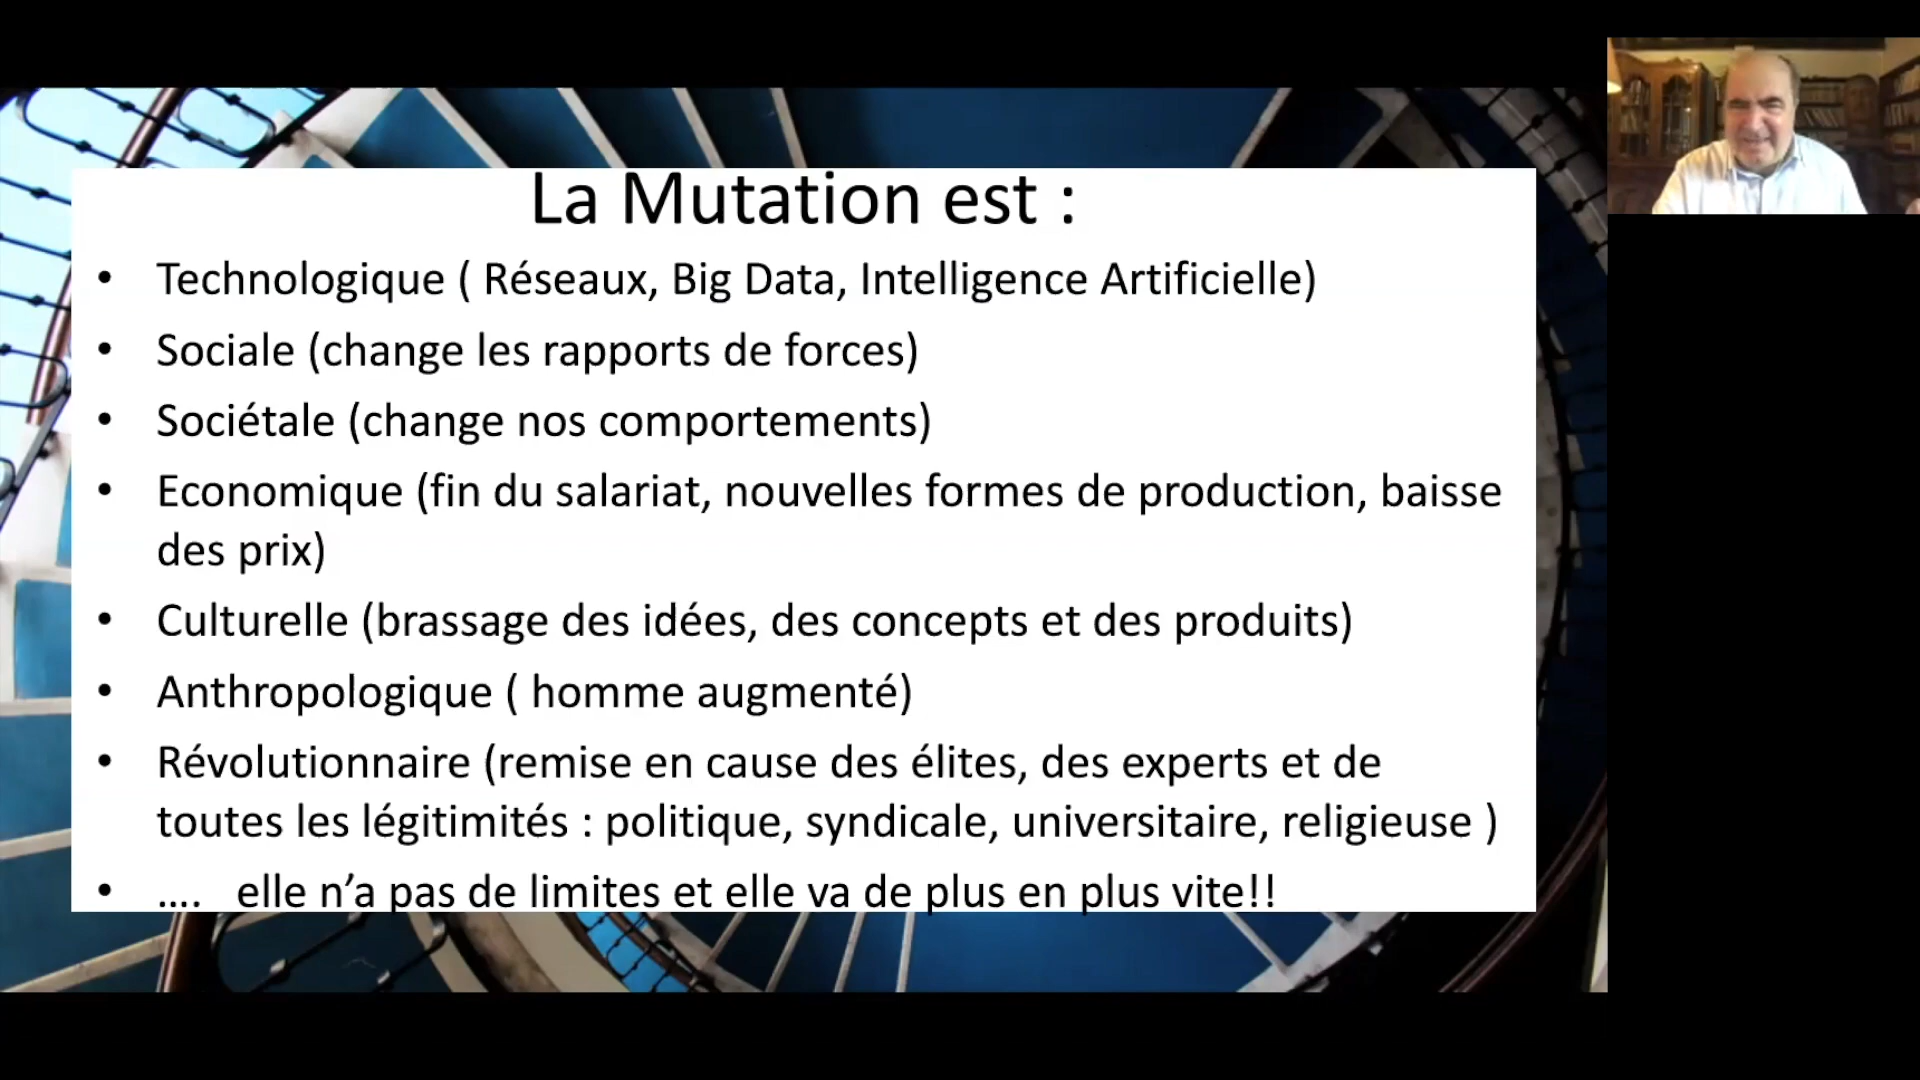 La Mutation est :
• Technologique ( Réseaux, Big Data, Intelligence Artificielle)
• Sociale (change les rapports de forces)
• Sociétale (change nos comportements)
• Economique (fin du salariat, nouvelles formes de production, baisse
des prix)
• Culturelle (brassage des idées, des concepts et des produits)
• Anthropologique ( homme augmenté)
• Révolutionnaire (remise en cause des élites, des experts et de
toutes les légitimités : politique, syndicale, universitaire, religieuse )
• .... elle n’a pas de limites et elle va de plus en plus vite!!